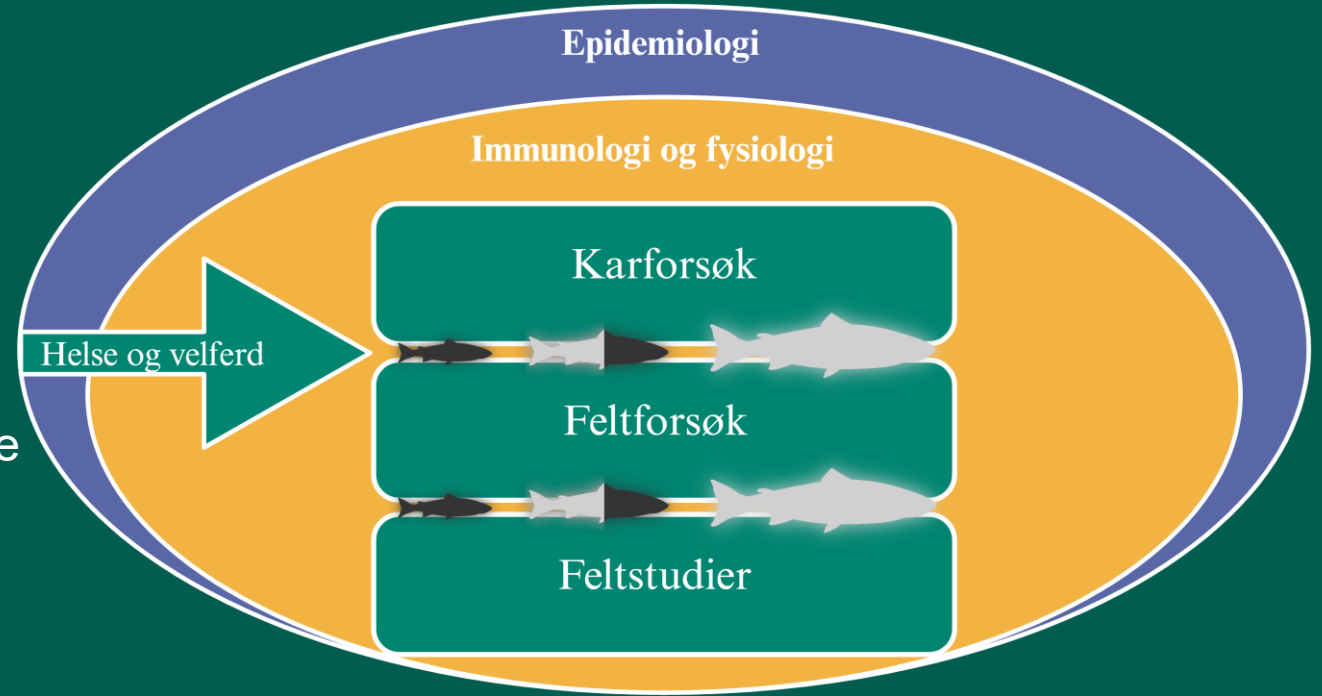 Epidemiologi
Immunologi og fysiologi
Karforsøk
Helse og velferd
Feltforsøk
e
Feltstudier